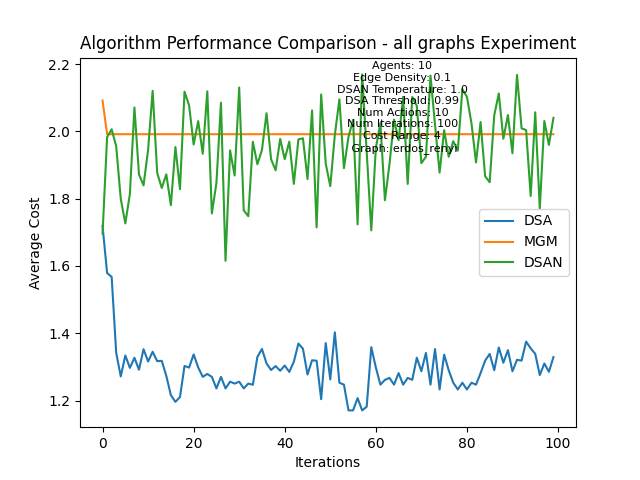 Algorithm Performance Comparison - all graphs Experiment
Agents: 10
Edge Density: 0.1
DSAN Temperature: 1.0
DSA Threshold: 0.99
Num Actions: 10
Num Iterations: 100
Cost Range: 4
Graph: erdos_renyi
2.2
2.0
1.8
1.6
1.4
1.2
Average Cost
DSA
MGM
DSAN
0
20
40
60
80
100
Iterations